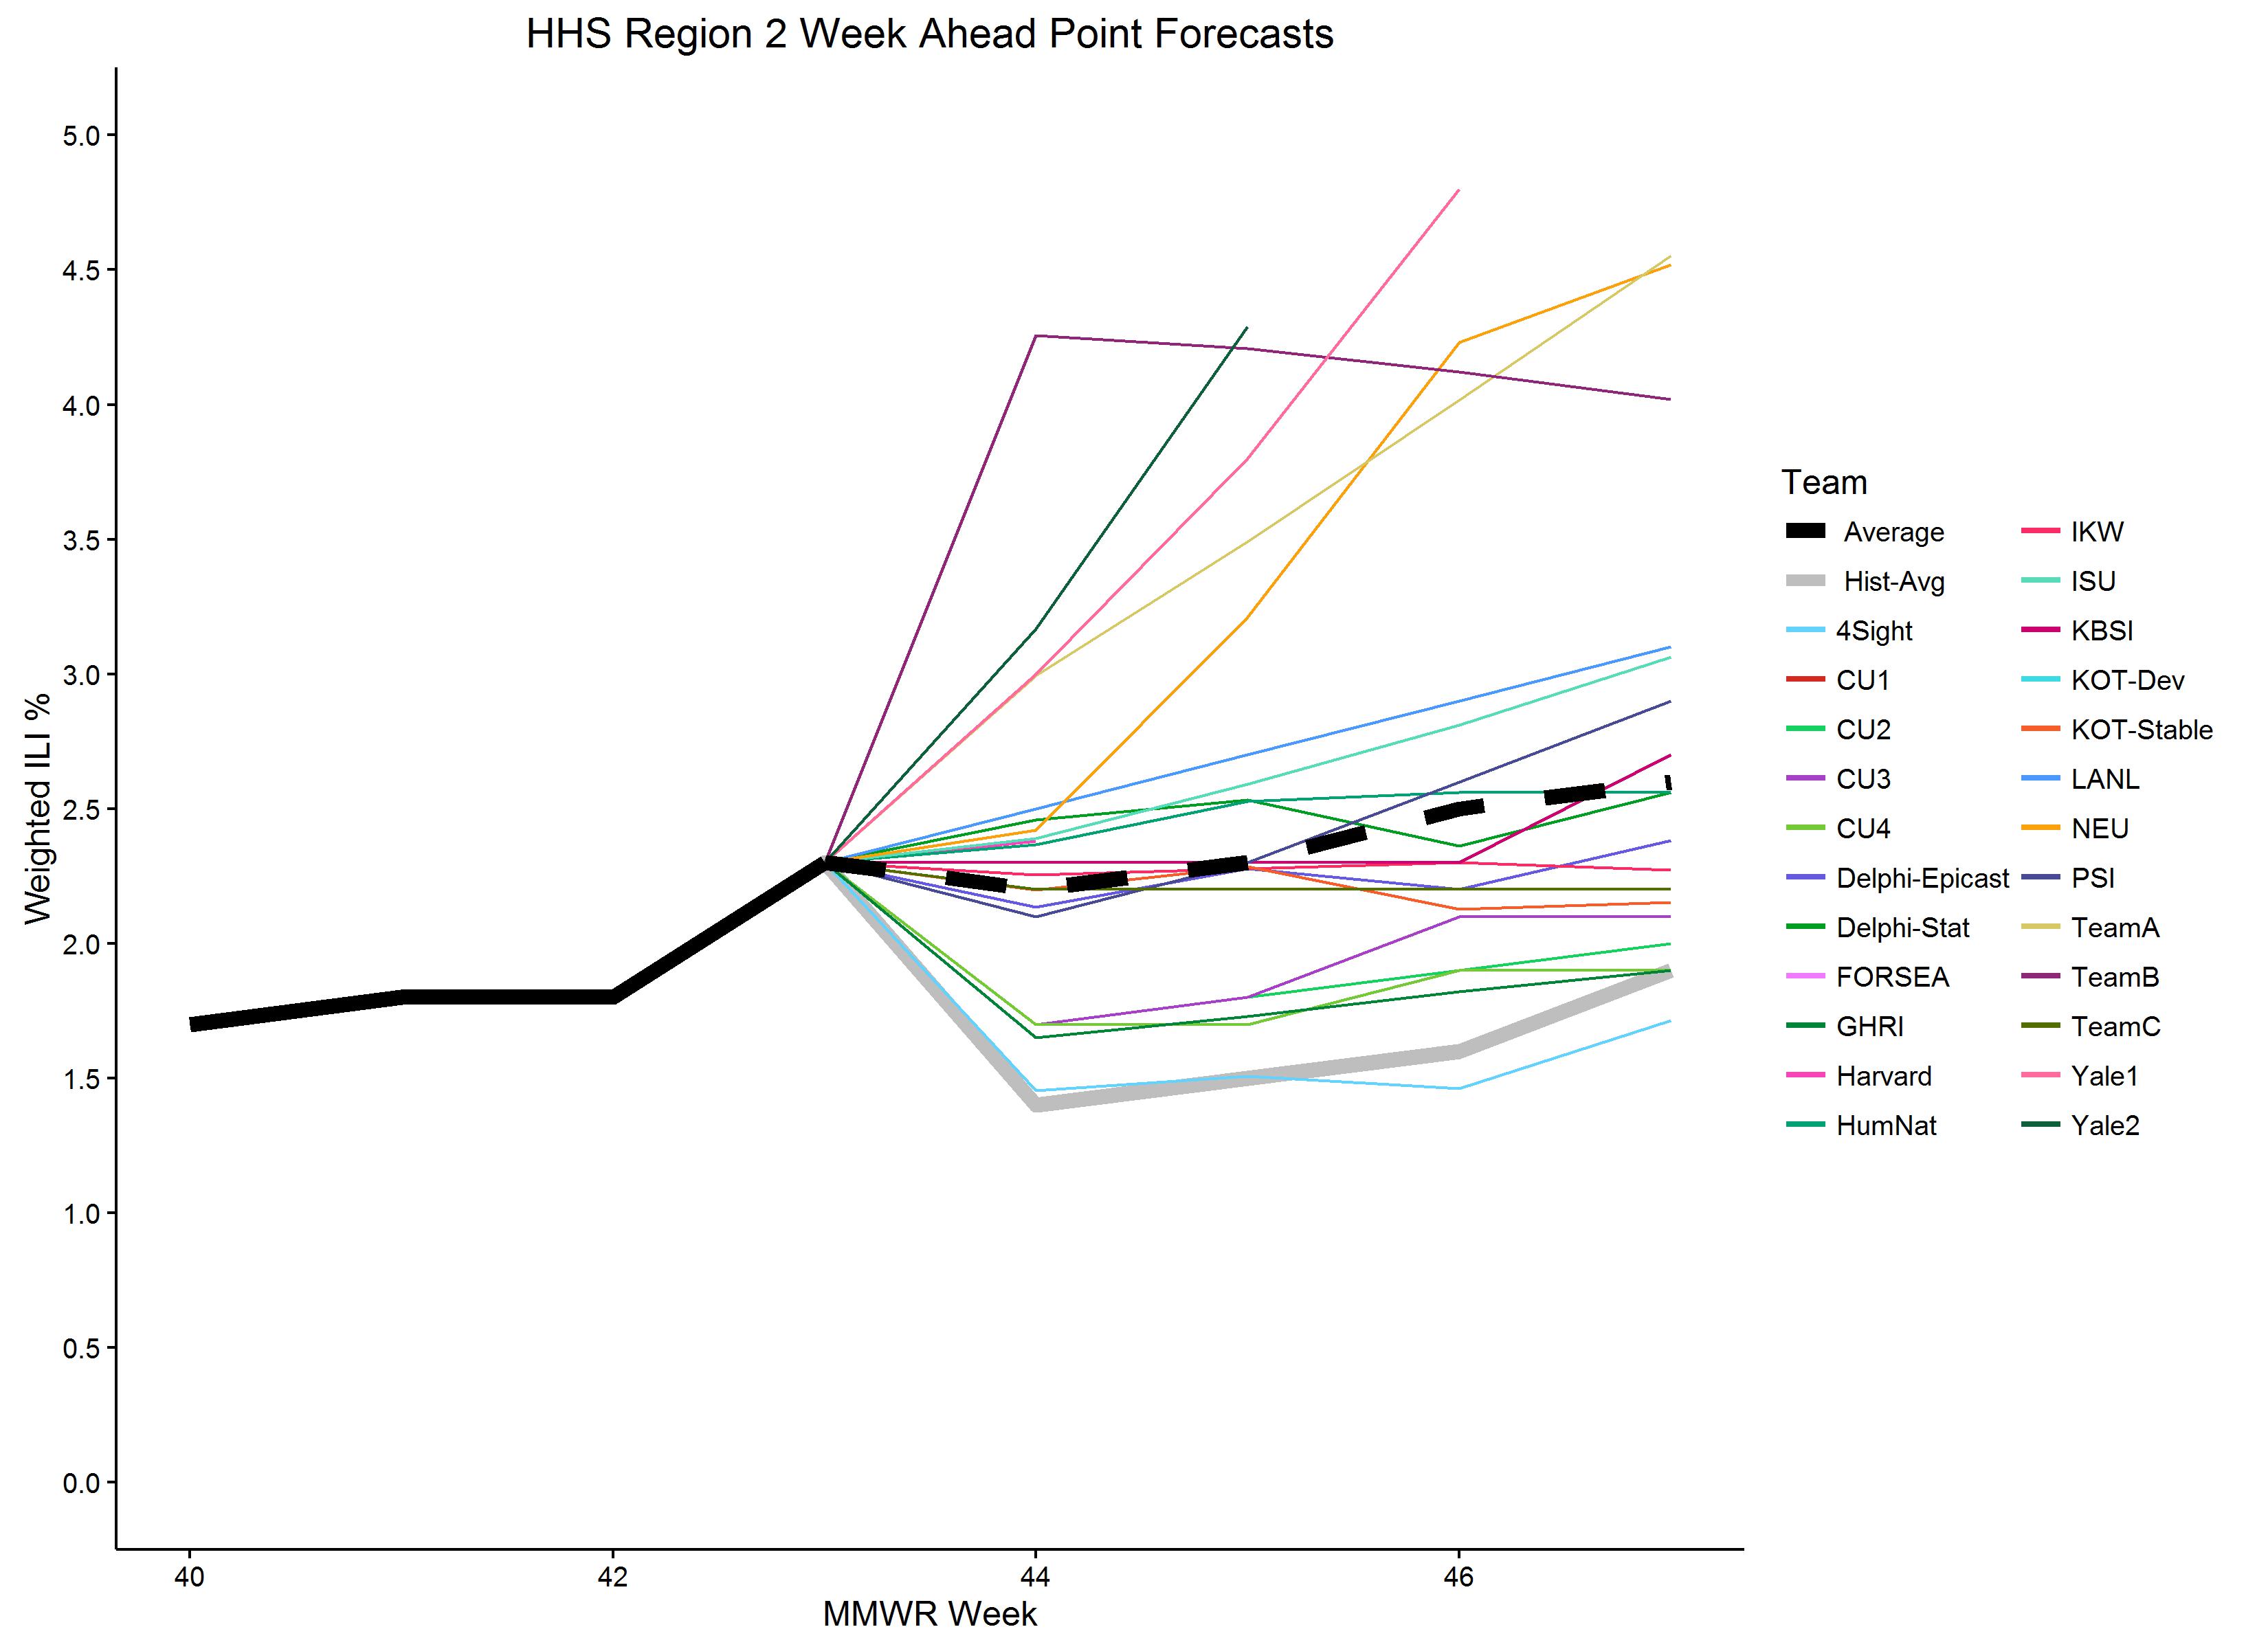 HHS Region 2 Week Ahead Point Forecasts
Weighted ILI %
5.0
4.5
4.0
3.5
3.0
2.5
2.0
1.5
1.0
0.5
0.0
40 42 44 46
MMWR Week
Team
Average IKW
Hist-Avg ISU
4Sight KBSI
CU1 KOT-Dev
CU2 KOT-Stable
CU3 LANL
CU4 NEU
Delphi-Epicast PSI
Delphi-Stat TeamA
FORSEA TeamB
GHRI TeamC
Harvard Yale1
HumNat Yale2